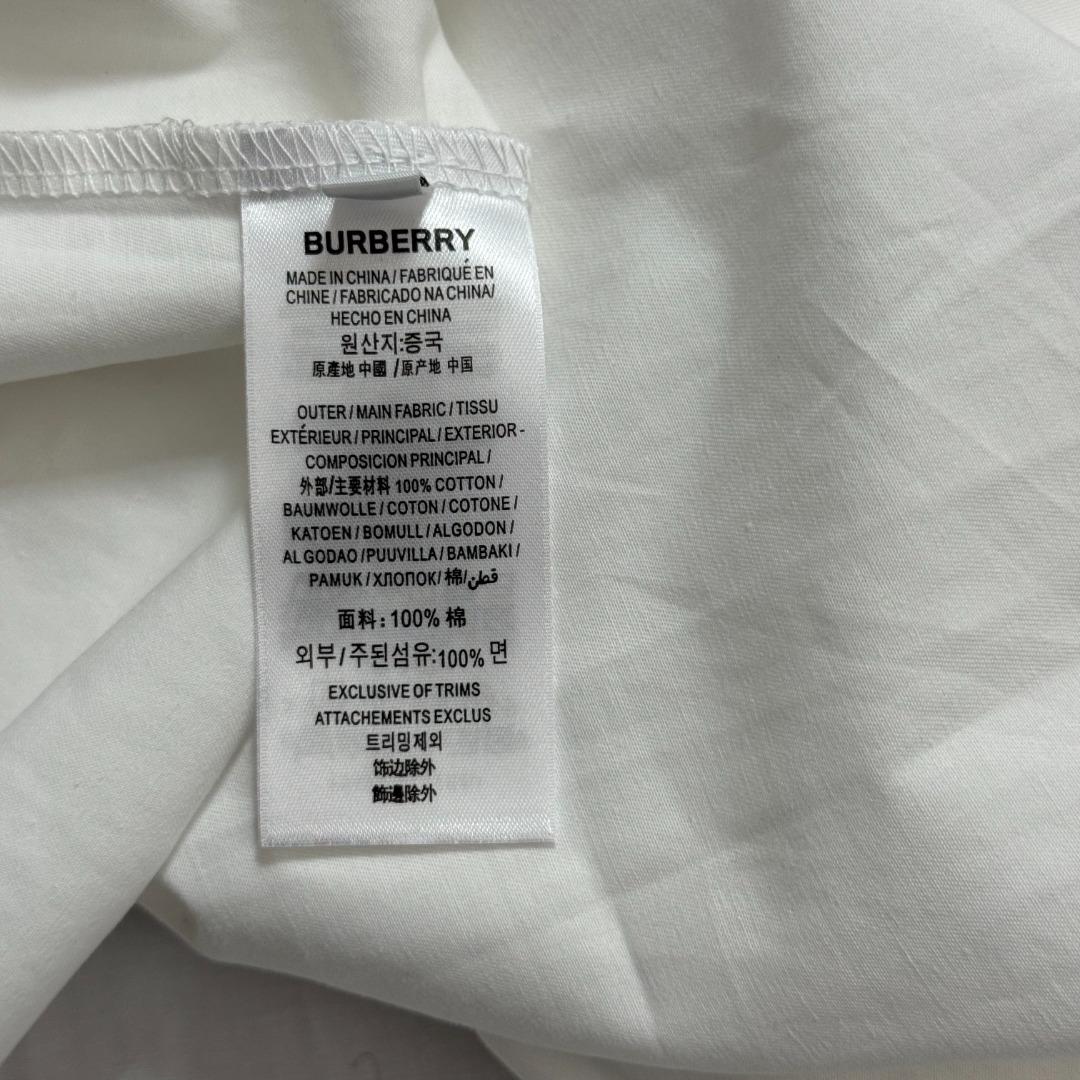 BURBERRY
MADE IN CHINA / FABRIQUÉ EN
CHINE / FABRICADO NA CHINA/
HECHO EN CHINA
원산지:중국
原產地 中國 /原产地 中国
OUTER / MAIN FABRIC / TISSU
EXTÉRIEUR / PRINCIPAL / EXTERIOR -
COMPOSICION PRINCIPAL /
外部/主要材料 100% COTTON /
BAUMWOLLE / COTON / COTONE /
KATOEN / BOMULL / ALGODON /
ALGODAO / PUUVILLA / BAMBAKI /
PAMUK / ХЛОПОК/ 棉/قطن
面料: 100% 棉
외부/주된섬유:100% 면
EXCLUSIVE OF TRIMS
ATTACHEMENTS EXCLUS
트리밍제외
饰边除外
飾邊除外